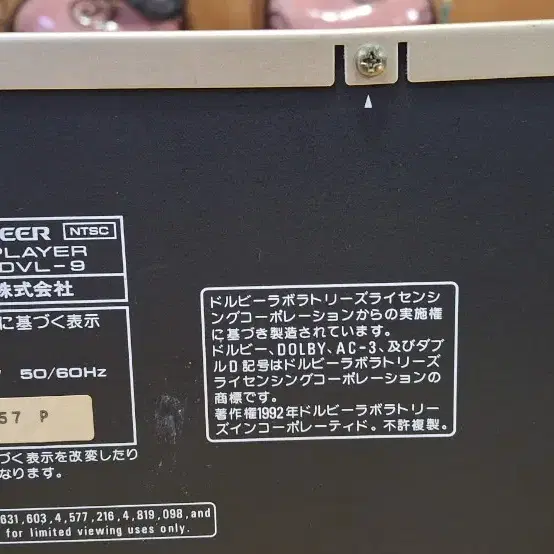 EER NTSC
PLAYER
DVL-9
株式会社
に基づく表示
50/60Hz
57 P
づく表示を改変したり
なります。
ドルビーラボラトリーズライセンシ
ングコーポレーションからの実施権
に基づき製造されています。
ドルビー、DOLBY、AC-3、及びダブ
ルD記号はドルビーラボラトリーズ
ライセンシングコーポレーションの
商標です。
著作権1992年ドルビーラボラトリー
ズインコーポレーティド。不許複製。
631,603,4,577,216,4,819,098,and
for limited viewing uses only.